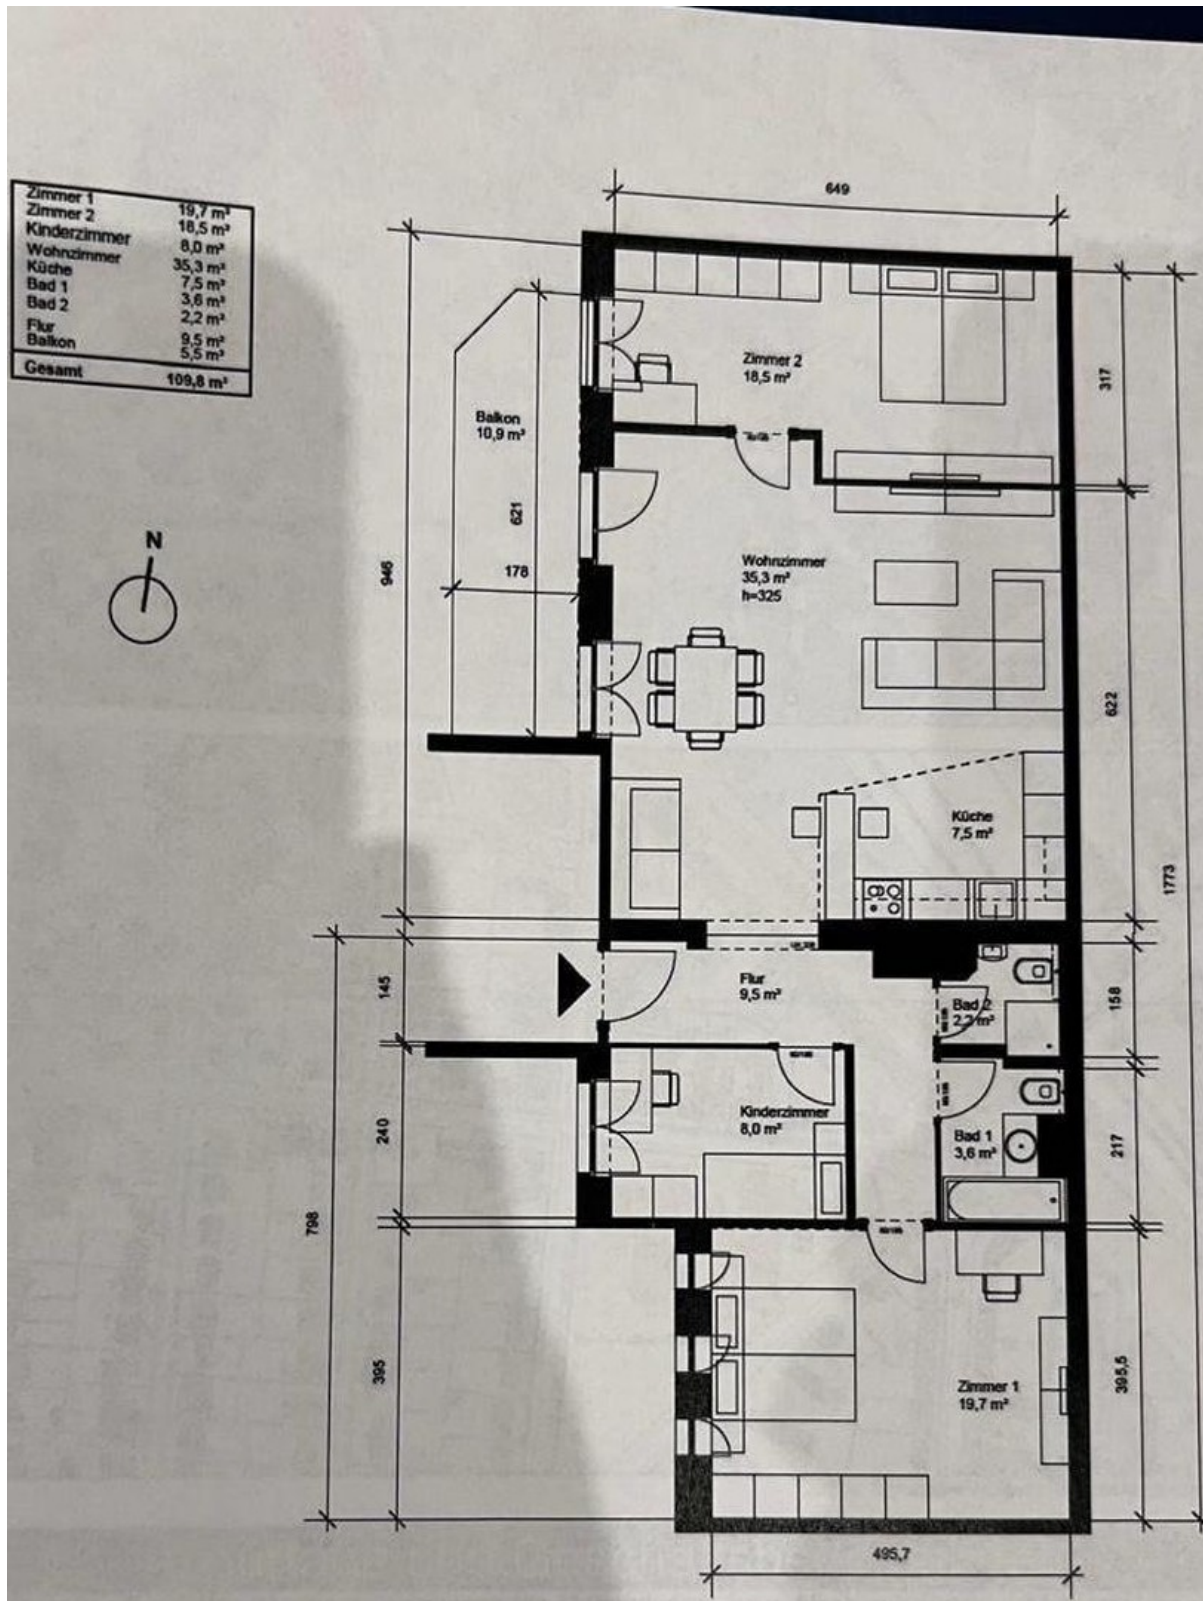 Zimmer 1 19,7 m²
Zimmer 2 18,5 m²
Kinderzimmer 8,0 m²
Wohnzimmer 35,3 m²
Küche 7,5 m²
Bad 1 3,6 m²
Bad 2 2,2 m²
Flur 9,5 m²
Balkon 5,5 m²
Gesamt 109,8 m²
649
Zimmer 2
18,5 m²
317
Balkon
10,9 m²
621
178
946
N
Wohnzimmer
35,3 m²
h=325
622
Küche
7,5 m²
1773
Flur
9,5 m²
145
Bad 2
2,2 m²
158
Kinderzimmer
8,0 m²
240
Bad 1
3,6 m²
217
798
395
Zimmer 1
19,7 m²
395,5
495,7